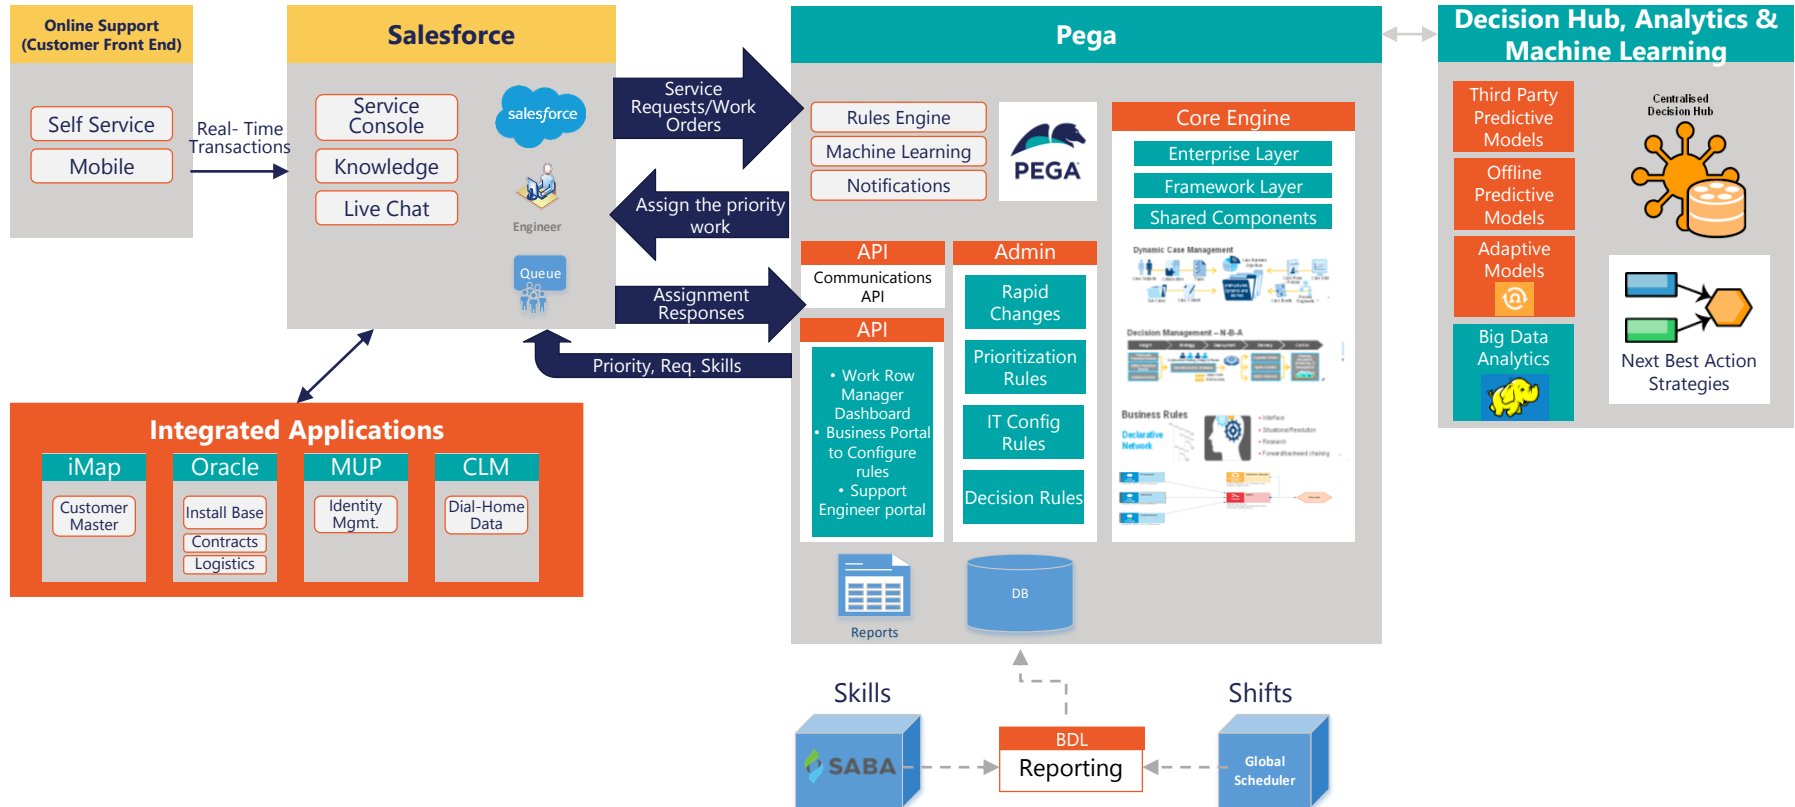 Online Support
(Customer Front End)
Self Service
Mobile
Real- Time
Transactions
Salesforce
Service
Console
Knowledge
Live Chat
salesforce
Engineer
Queue
Service
Requests/Work
Orders
Assign the priority
work
Assignment
Responses
Priority, Req. Skills
Integrated Applications
iMap
Customer
Master
Oracle
Install Base
Contracts
Logistics
MUP
Identity
Mgmt.
CLM
Dial-Home
Data
Pega
Rules Engine
Machine Learning
Notifications
PEGA
API
Communications
API
API
• Work Row
Manager
Dashboard
• Business Portal
to Configure
rules
• Support
Engineer portal
Admin
Rapid
Changes
Prioritization
Rules
IT Config
Rules
Decision Rules
Core Engine
Enterprise Layer
Framework Layer
Shared Components
Dynamic Case Management
Decision Management – N-B-A
Business Rules
Declarative
Network
• Interface
• Situational Resolution
• Research
• Forward backward chaining
Reports
DB
Skills
SABA
BDL
Reporting
Shifts
Global
Scheduler
Decision Hub, Analytics &
Machine Learning
Third Party
Predictive
Models
Offline
Predictive
Models
Adaptive
Models
Big Data
Analytics
Centralised
Decision Hub
Next Best Action
Strategies